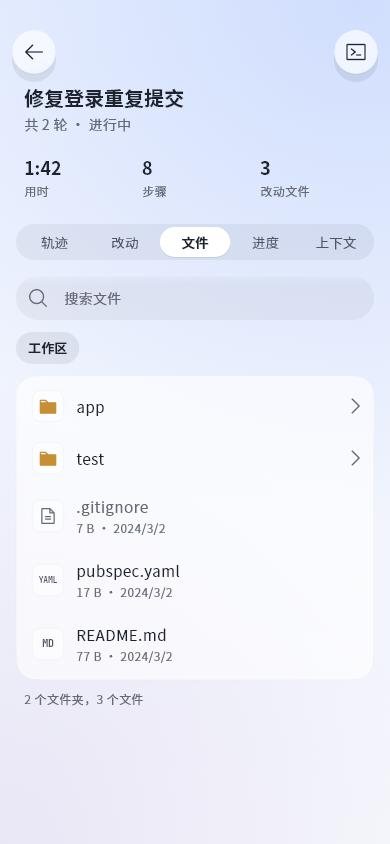 修复登录重复提交
共 2 轮 · 进行中
1:42 8 3
用时 步骤 改动文件
轨迹 改动 文件 进度 上下文
搜索文件
工作区
app
test
.gitignore
7 B · 2024/3/2
YAML pubspec.yaml
17 B · 2024/3/2
MD README.md
77 B · 2024/3/2
2 个文件夹，3 个文件